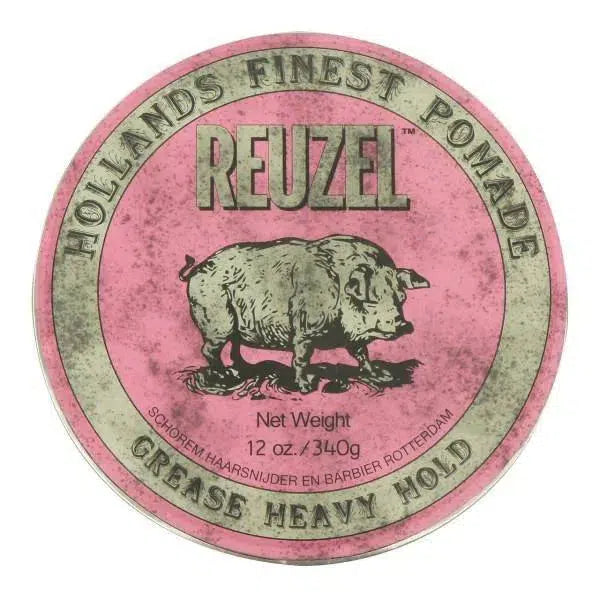 HOLLANDS FINEST POMADE
REUZEL™
Net Weight
12 oz./340g
SCHOREM HAARSNIJDER EN BARBIER ROTTERDAM
GREASE HEAVY HOLD